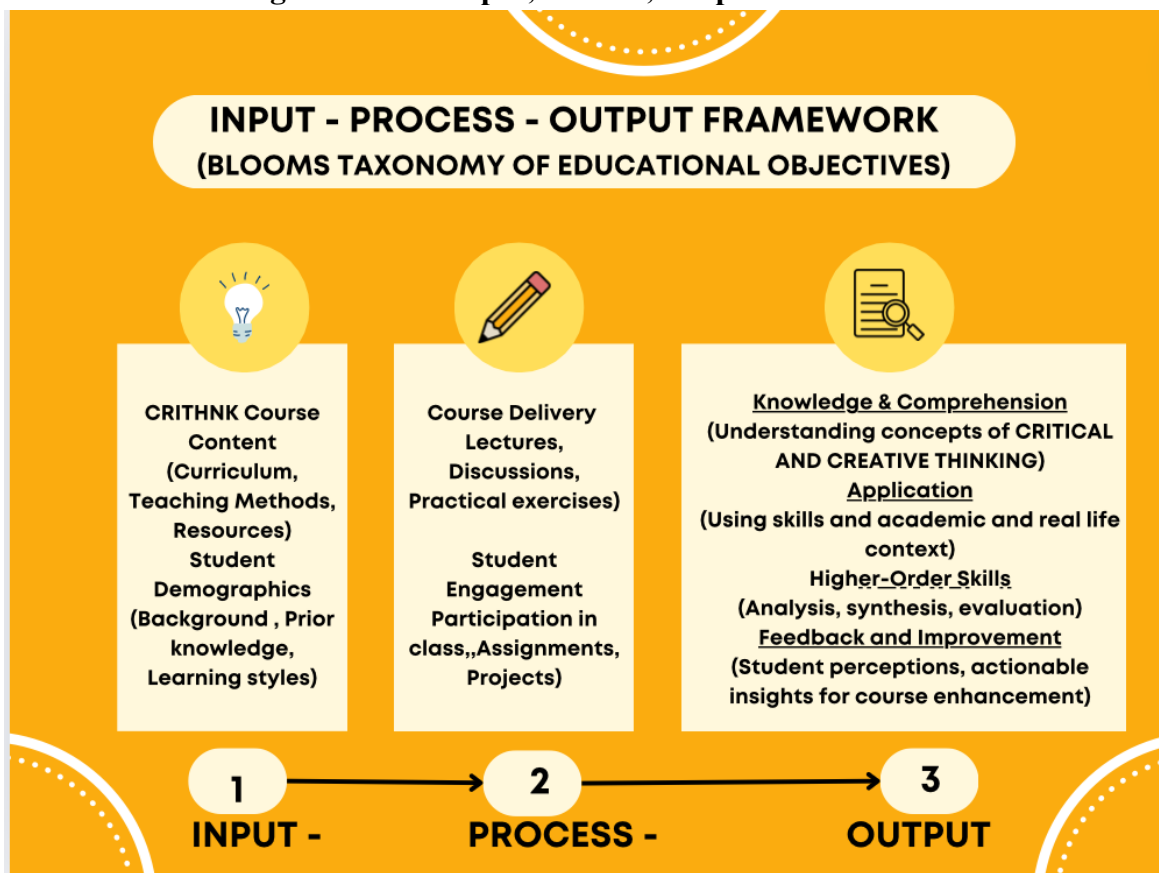 INPUT - PROCESS - OUTPUT FRAMEWORK
(BLOOMS TAXONOMY OF EDUCATIONAL OBJECTIVES)
CRITHNK Course
Content
(Curriculum,
Teaching Methods,
Resources)
Student
Demographics
(Background , Prior
knowledge,
Learning styles)
Course Delivery
Lectures,
Discussions,
Practical exercises)
Student
Engagement
Participation in
class,,Assignments,
Projects)
Knowledge & Comprehension
(Understanding concepts of CRITICAL
AND CREATIVE THINKING)
Application
(Using skills and academic and real life
context)
Higher-Order Skills
(Analysis, synthesis, evaluation)
Feedback and Improvement
(Student perceptions, actionable
insights for course enhancement)
1
2
3
INPUT -
PROCESS -
OUTPUT